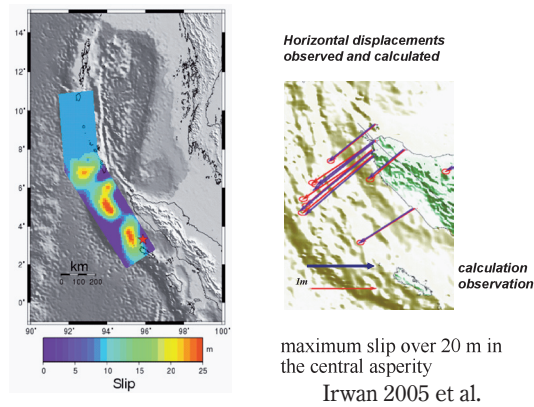 14˚
12˚
10˚
8˚
6˚
4˚
2˚
0˚
km
0 100 200
90˚ 92˚ 94˚ 96˚ 98˚ 100˚
m
0 5 10 15 20 25
Slip
Horizontal displacements
observed and calculated
calculation
1m
observation
maximum slip over 20 m in
the central asperity
Irwan 2005 et al.